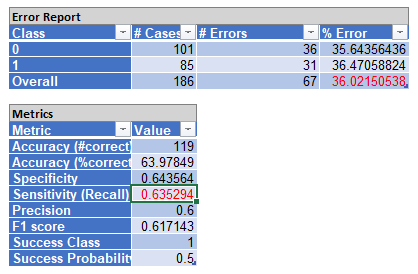 Error Report
Class # Cases # Errors % Error
0 101 36 35.64356436
1 85 31 36.47058824
Overall 186 67 36.02150538
Metrics
Metric Value
Accuracy (#correct) 119
Accuracy (%correct 63.97849
Specificity 0.643564
Sensitivity (Recall) 0.635294
Precision 0.6
F1 score 0.617143
Success Class 1
Success Probability 0.5